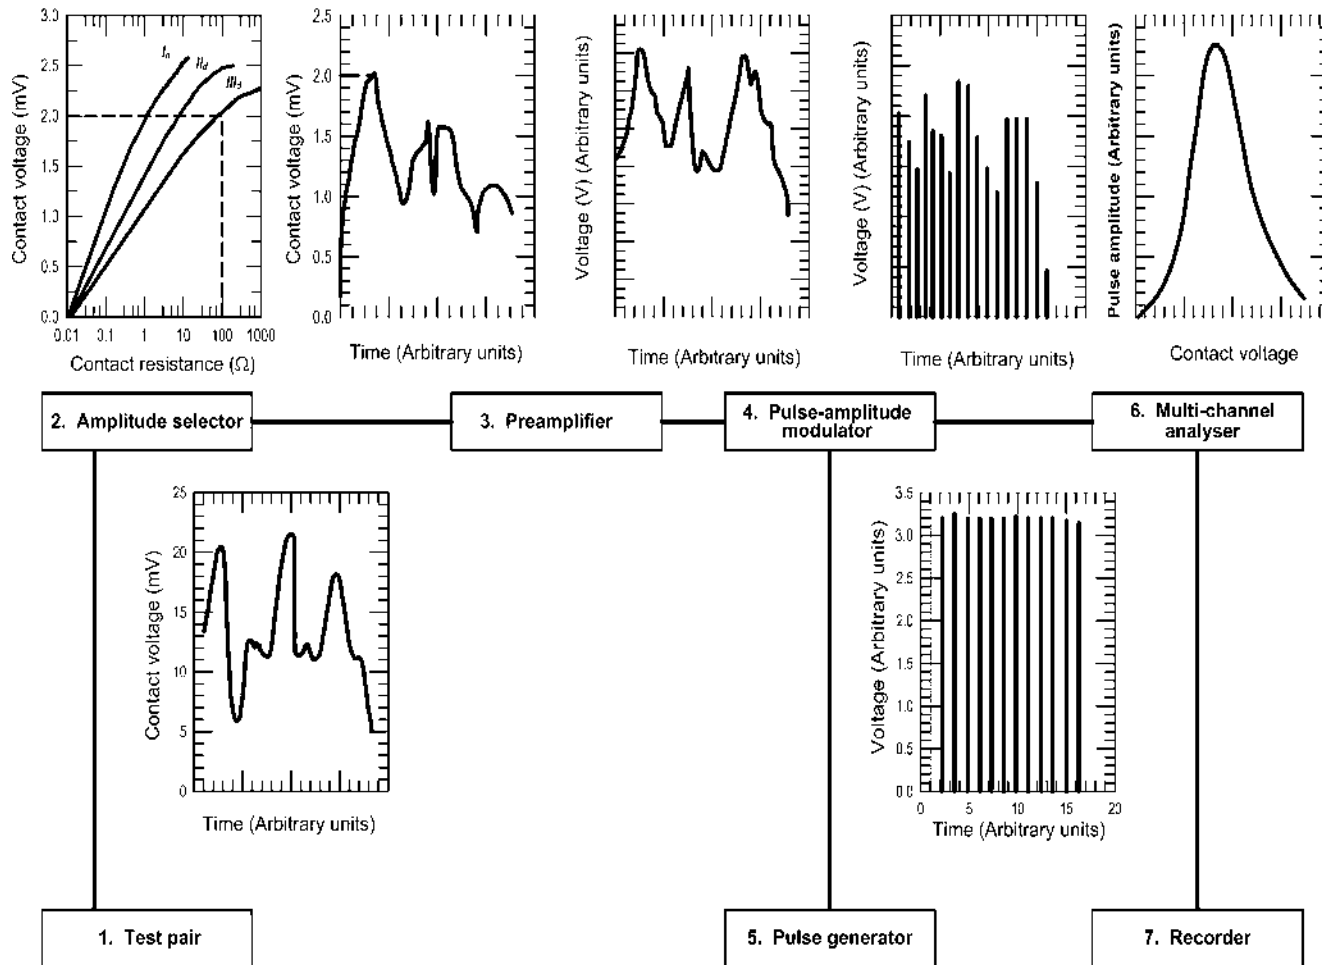 3.0
2.5
2.0
1.5
1.0
0.5
0.0
Contact voltage (mV)
0.01 0.1 1 10 100 1000
Contact resistance (Ω)
2.5
2.0
1.5
1.0
0.5
0.0
Contact voltage (mV)
Time (Arbitrary units)
Voltage (V) (Arbitrary units)
Time (Arbitrary units)
Voltage (V) (Arbitrary units)
Time (Arbitrary units)
Pulse amplitude (Arbitrary units)
Contact voltage
2. Amplitude selector
3. Preamplifier
4. Pulse-amplitude
modulator
6. Multi-channel
analyser
25
20
15
10
5
0
Contact voltage (mV)
Time (Arbitrary units)
3.5
3.0
2.5
2.0
1.5
1.0
0.5
0.0
Voltage (Arbitrary units)
0 5 10 15 20
Time (Arbitrary units)
1. Test pair
5. Pulse generator
7. Recorder